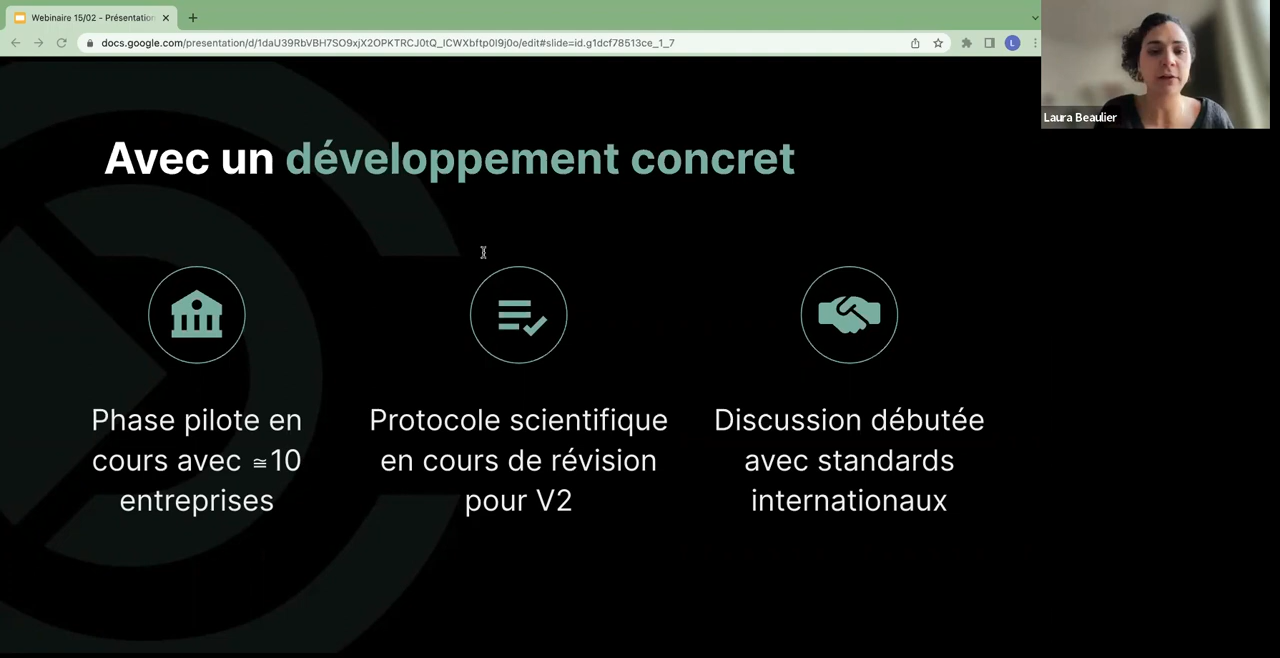 Webinaire 15/02 - Présentation
docs.google.com/presentation/d/1daU39RbVBH7SO9xjX2OPKTRCJ0tQ_lCWXbftp0I9j0o/edit#slide=id.g1dcf78513ce_1_7
L
Laura Beaulier
Avec un développement concret
Phase pilote en
cours avec ≅10
entreprises
Protocole scientifique
en cours de révision
pour V2
Discussion débutée
avec standards
internationaux